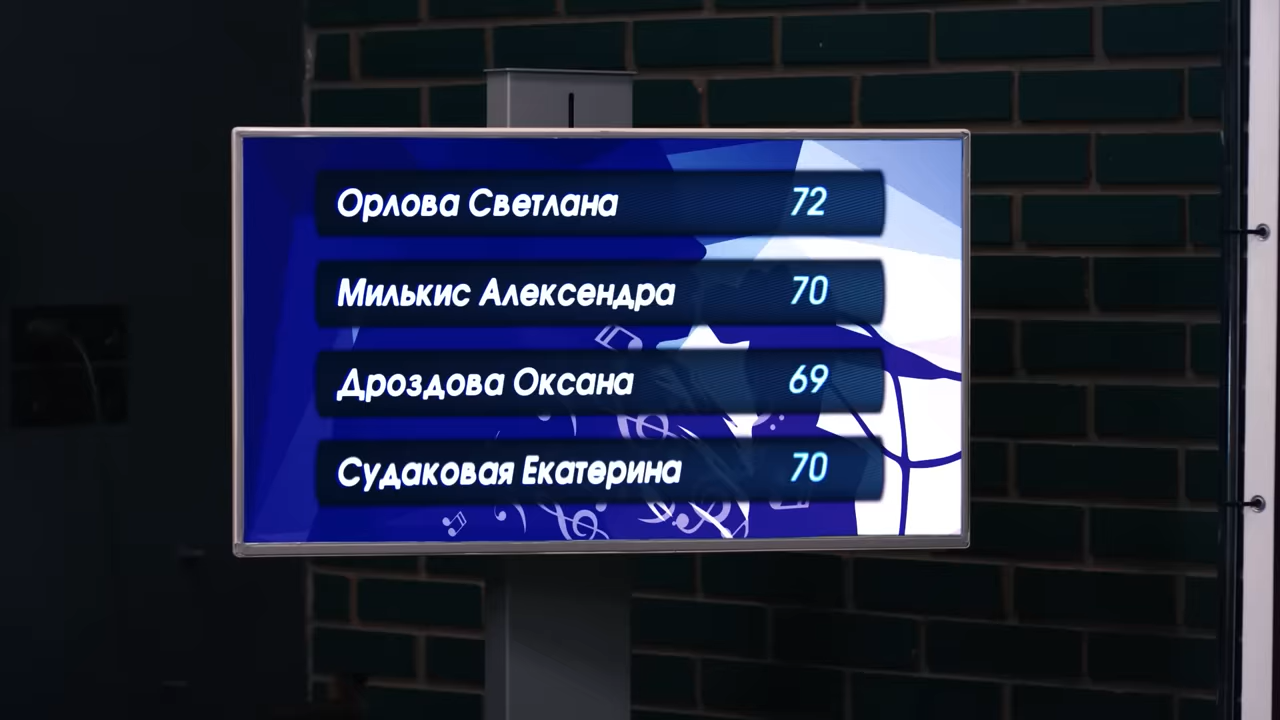 Орлова Светлана 72
Милькис Александра 70
Дроздова Оксана 69
Судаковая Екатерина 70